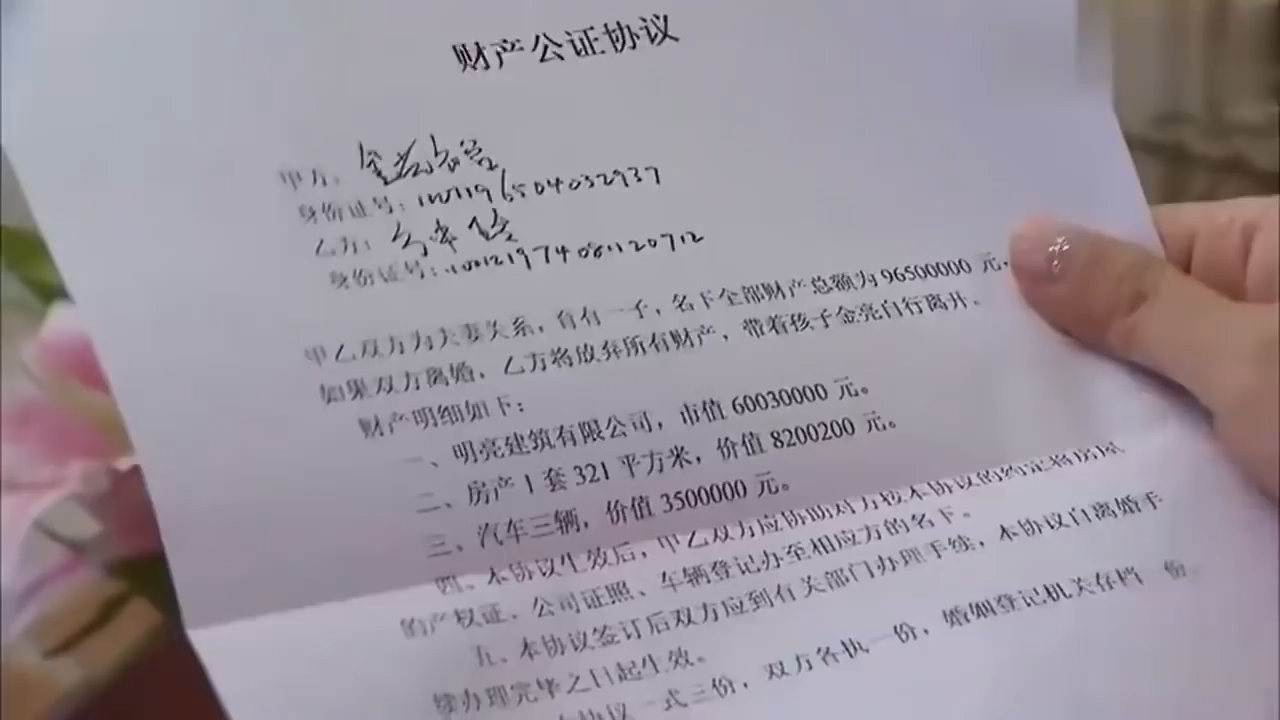 财产公证协议
甲方：金
身份证号：
乙方：
身份证号：
甲乙双方为夫妻关系，育有一子，名下全部财产总额为96500000元，
如果双方离婚，乙方将放弃所有财产，带着孩子金亮自行离开。
财产明细如下：
一、明亮建筑有限公司，市值60030000元。
二、房产1套321平方米，价值8200200元。
三、汽车三辆，价值3500000元。
四、本协议生效后，甲乙双方应协助对方按本协议的约定将房屋
的产权证、公司证照、车辆登记办至相应方的名下。
五、本协议签订后双方应到有关部门办理手续，本协议自离婚手
续办理完毕之日起生效。
本协议一式三份，双方各执一份，婚姻登记机关存档一份。